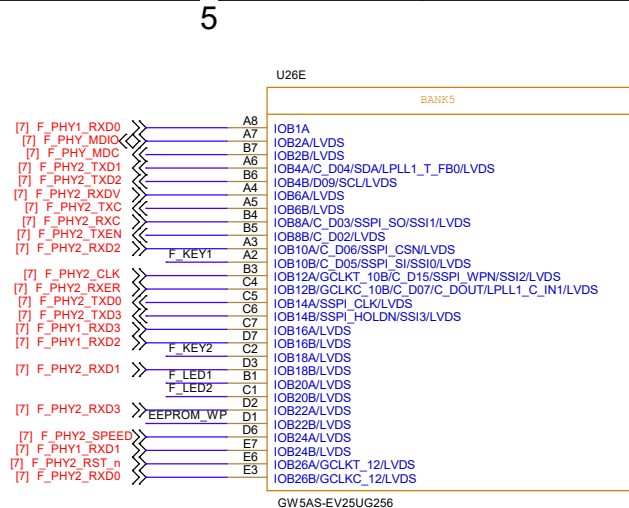 5
U26E
BANK5
[7] F_PHY1_RXD0 A8 IOB1A
[7] F_PHY_MDIO A7 IOB2A/LVDS
[7] F_PHY_MDC B7 IOB2B/LVDS
[7] F_PHY2_TXD1 A6 IOB4A/C_D04/SDA/LPLL1_T_FB0/LVDS
[7] F_PHY2_TXD2 B6 IOB4B/D09/SCL/LVDS
[7] F_PHY2_RXDV A4 IOB6A/LVDS
[7] F_PHY2_TXC A5 IOB6B/LVDS
[7] F_PHY2_RXC B4 IOB8A/C_D03/SSPI_SO/SSI1/LVDS
[7] F_PHY2_TXEN B5 IOB8B/C_D02/LVDS
[7] F_PHY2_RXD2 A3 IOB10A/C_D06/SSPI_CSN/LVDS
F_KEY1 A2 IOB10B/C_D05/SSPI_SI/SSI0/LVDS
[7] F_PHY2_CLK B3 IOB12A/GCLKT_10B/C_D15/SSPI_WPN/SSI2/LVDS
[7] F_PHY2_RXER C4 IOB12B/GCLKC_10B/C_D07/C_DOUT/LPLL1_C_IN1/LVDS
[7] F_PHY2_TXD0 C5 IOB14A/SSPI_CLK/LVDS
[7] F_PHY2_TXD3 C6 IOB14B/SSPI_HOLDN/SSI3/LVDS
[7] F_PHY1_RXD3 C7 IOB16A/LVDS
[7] F_PHY1_RXD2 D7 IOB16B/LVDS
F_KEY2 C2 IOB18A/LVDS
[7] F_PHY2_RXD1 D3 IOB18B/LVDS
F_LED1 B1 IOB20A/LVDS
F_LED2 C1 IOB20B/LVDS
[7] F_PHY2_RXD3 D2 IOB22A/LVDS
EEPROM_WP D1 IOB22B/LVDS
[7] F_PHY2_SPEED D6 IOB24A/LVDS
[7] F_PHY1_RXD1 E7 IOB24B/LVDS
[7] F_PHY2_RST_n E6 IOB26A/GCLKT_12/LVDS
[7] F_PHY2_RXD0 E3 IOB26B/GCLKC_12/LVDS
GW5AS-EV25UG256